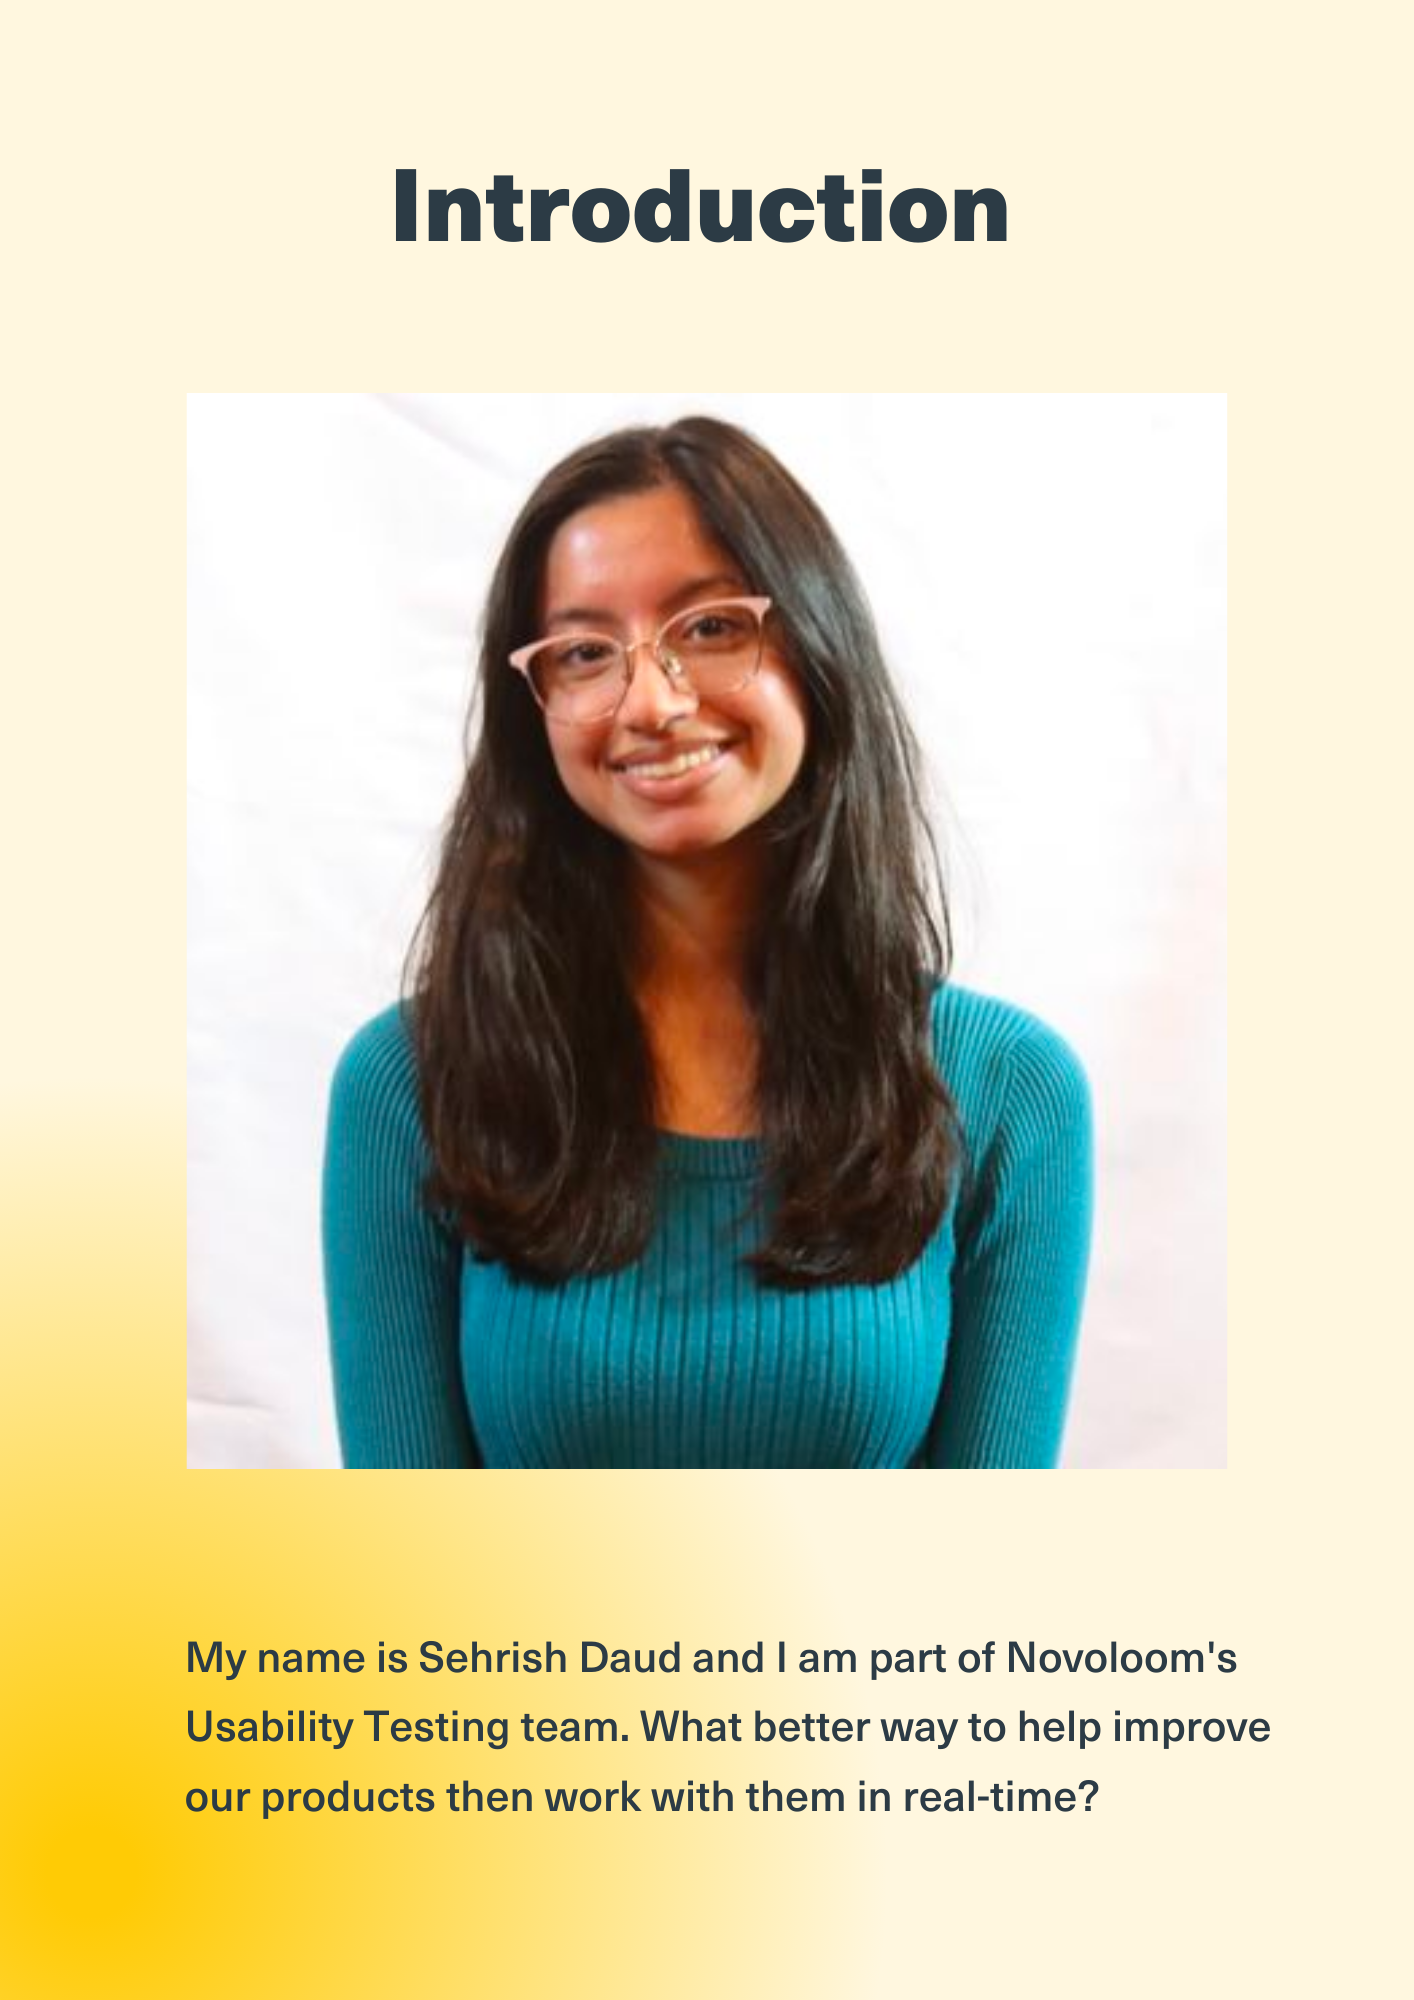 Introduction
My name is Sehrish Daud and I am part of Novoloom's
Usability Testing team. What better way to help improve
our products then work with them in real-time?